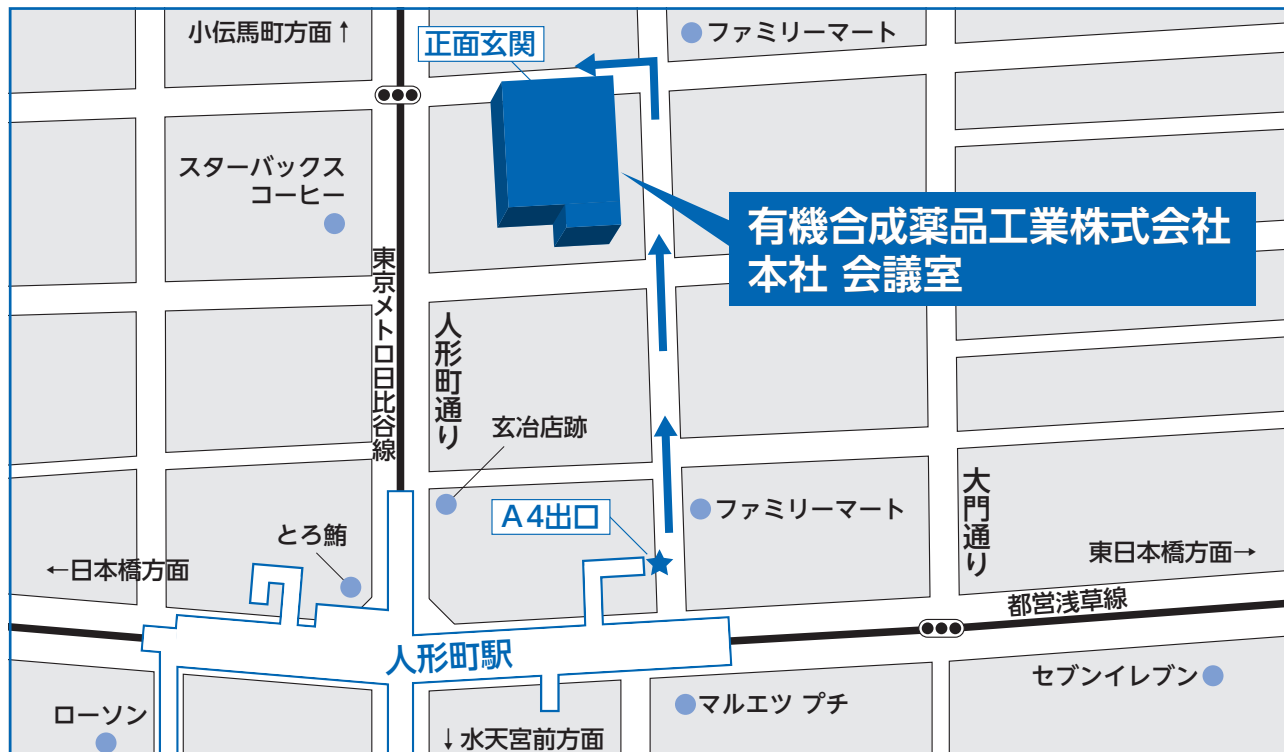 小伝馬町方面↑
正面玄関
ファミリーマート
スターバックス
コーヒー
有機合成薬品工業株式会社
本社 会議室
東京メトロ日比谷線
人形町通り
玄冶店跡
A4出口
ファミリーマート
大門通り
とろ鮪
←日本橋方面
東日本橋方面→
都営浅草線
人形町駅
セブンイレブン
マルエツ プチ
ローソン
↓水天宮前方面